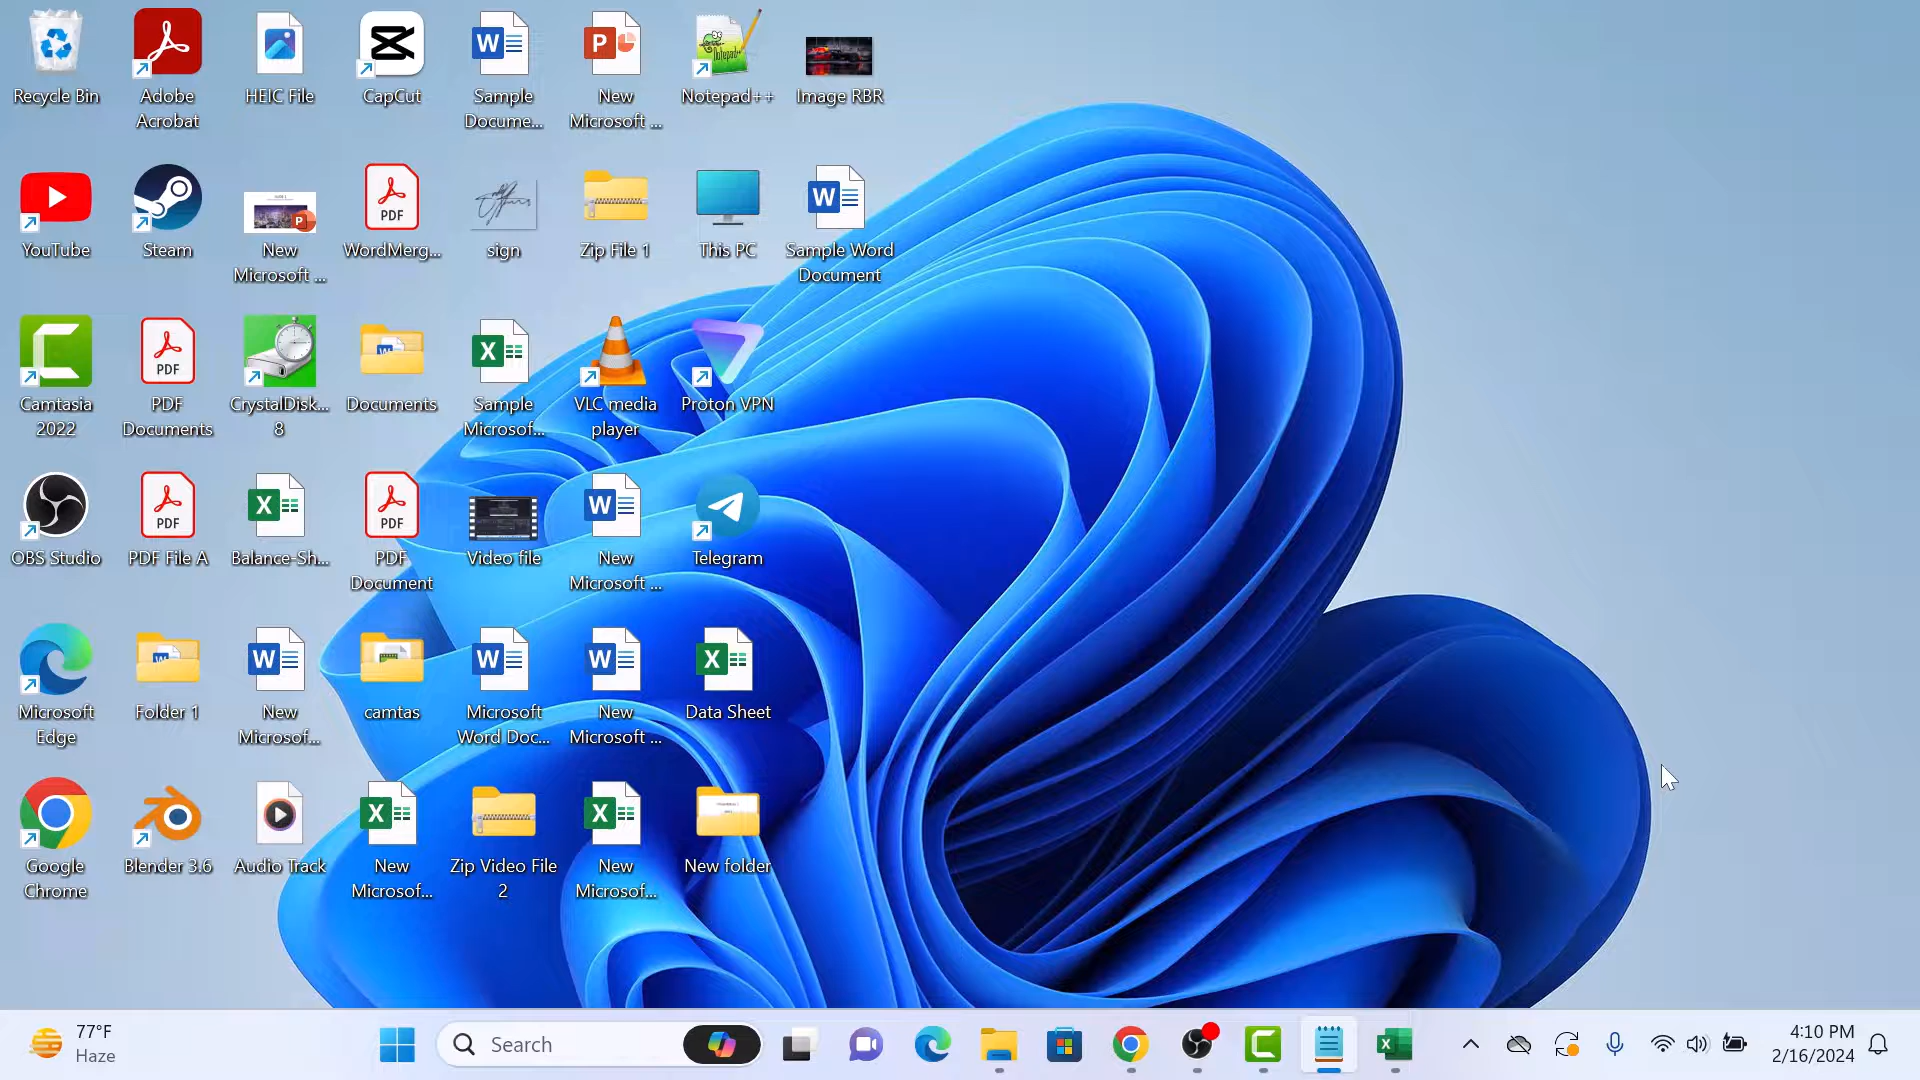 Recycle Bin
Adobe
Acrobat
HEIC File
CapCut
Sample
Docume...
New
Microsoft ...
Notepad++
Image RBR
YouTube
Steam
New
Microsoft ...
WordMerg...
sign
Zip File 1
This PC
Sample Word
Document
Camtasia
2022
PDF
Documents
CrystalDisk...
8
Documents
Sample
Microsof...
VLC media
player
Proton VPN
OBS Studio
PDF File A
Balance-Sh...
PDF
Document
Video file
New
Microsoft ...
Telegram
Microsoft
Edge
Folder 1
New
Microsof...
camtas
Microsoft
Word Doc...
New
Microsoft ...
Data Sheet
Google
Chrome
Blender 3.6
Audio Track
New
Microsof...
Zip Video File
2
New
Microsof...
New folder
77°F
Haze
Search
4:10 PM
2/16/2024